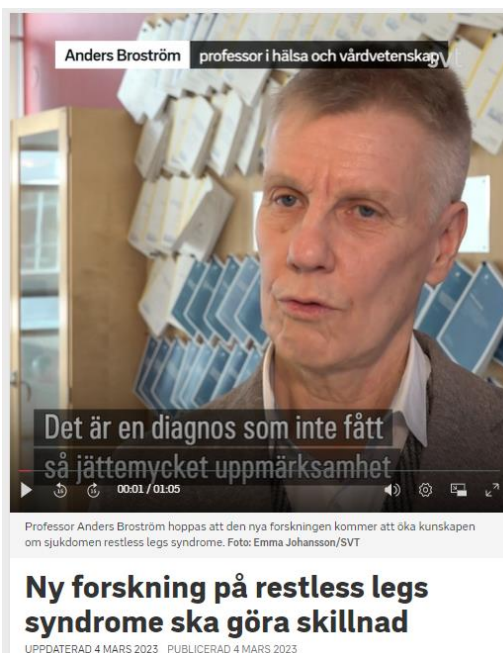 Anders Broström professor i hälsa och vårdvetenskap
svt
Det är en diagnos som inte fått
så jättemycket uppmärksamhet
15 15 00:01 / 01:05
Professor Anders Broström hoppas att den nya forskningen kommer att öka kunskapen
om sjukdomen restless legs syndrome. Foto: Emma Johansson/SVT
Ny forskning på restless legs
syndrome ska göra skillnad
UPPDATERAD 4 MARS 2023 PUBLICERAD 4 MARS 2023